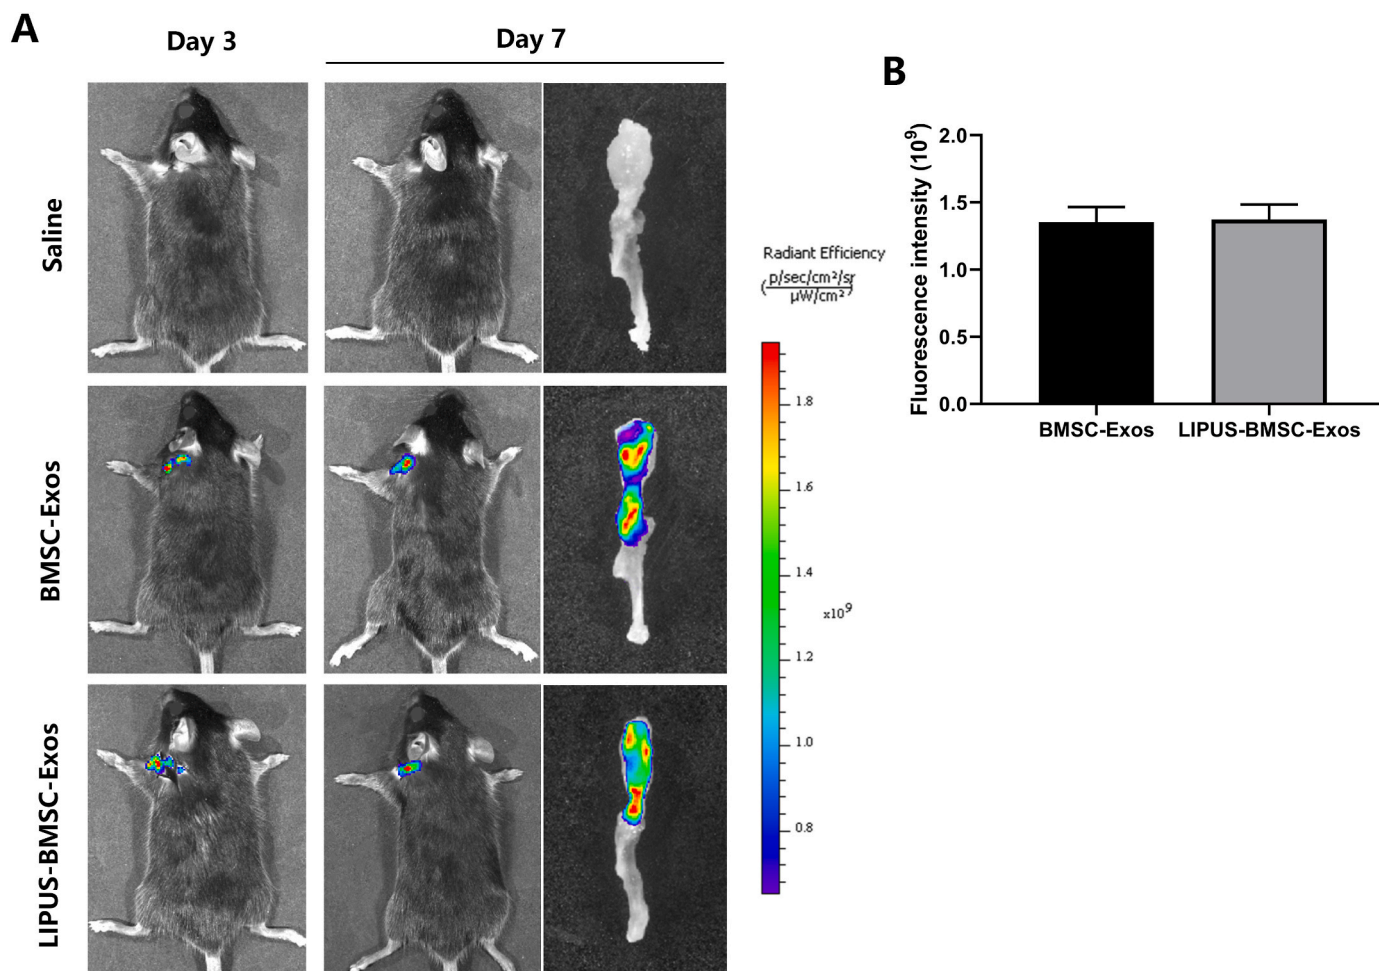 A
Day 3
Day 7
Saline
BMSC-Exos
LIPUS-BMSC-Exos
Radiant Efficiency
(p/sec/cm²/sr
µW/cm²)
1.8
1.6
1.4
x10⁹
1.2
1.0
0.8
B
Fluorescence intensity (10⁹)
2.0
1.5
1.0
0.5
0.0
BMSC-Exos
LIPUS-BMSC-Exos